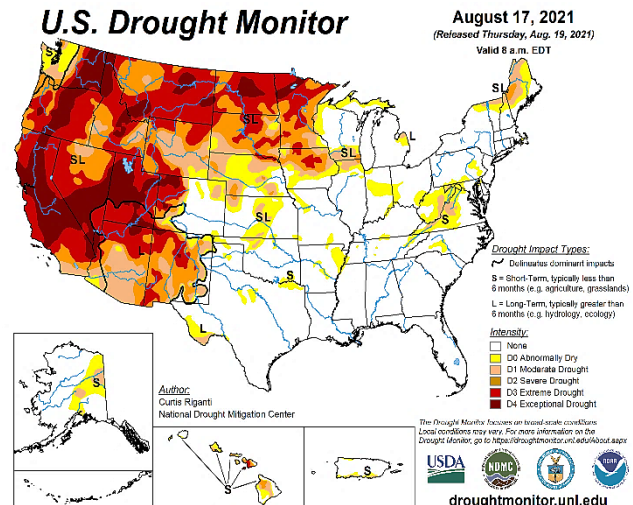 U.S. Drought Monitor
August 17, 2021
(Released Thursday, Aug. 19, 2021)
Valid 8 a.m. EDT
S
SL
L
SL
SL
SL
SL
S
S
L
Drought Impact Types:
Delineates dominant impacts
S = Short-Term, typically less than
6 months (e.g. agriculture, grasslands)
L = Long-Term, typically greater than
6 months (e.g. hydrology, ecology)
Intensity:
None
D0 Abnormally Dry
D1 Moderate Drought
D2 Severe Drought
D3 Extreme Drought
D4 Exceptional Drought
S
Author:
Curtis Riganti
National Drought Mitigation Center
S
S
The Drought Monitor focuses on broad-scale conditions.
Local conditions may vary. For more information on the
Drought Monitor, go to https://droughtmonitor.unl.edu/About.aspx
USDA
NDMC
NOAA
droughtmonitor.unl.edu